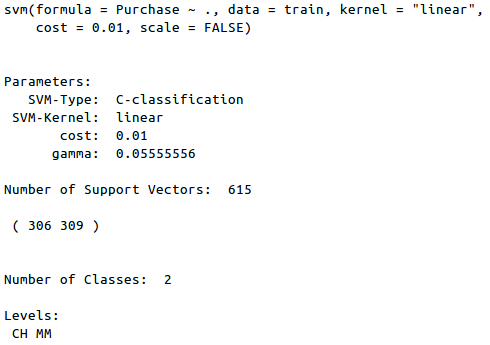 svm(formula = Purchase ~ ., data = train, kernel = "linear",
    cost = 0.01, scale = FALSE)
Parameters:
   SVM-Type:  C-classification
 SVM-Kernel:  linear
       cost:  0.01
      gamma:  0.05555556
Number of Support Vectors:  615
 ( 306 309 )
Number of Classes:  2
Levels:
 CH MM